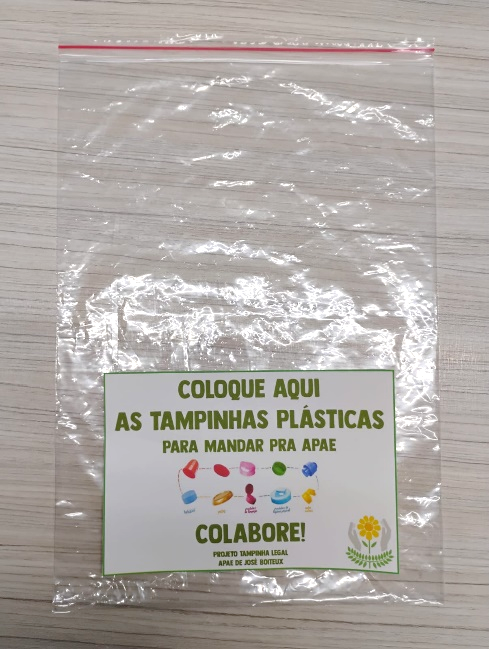 COLOQUE AQUI
AS TAMPINHAS PLÁSTICAS
PARA MANDAR PRA APAE
COLABORE!
PROJETO TAMPINHA LEGAL
APAE DE JOSÉ BOITEUX